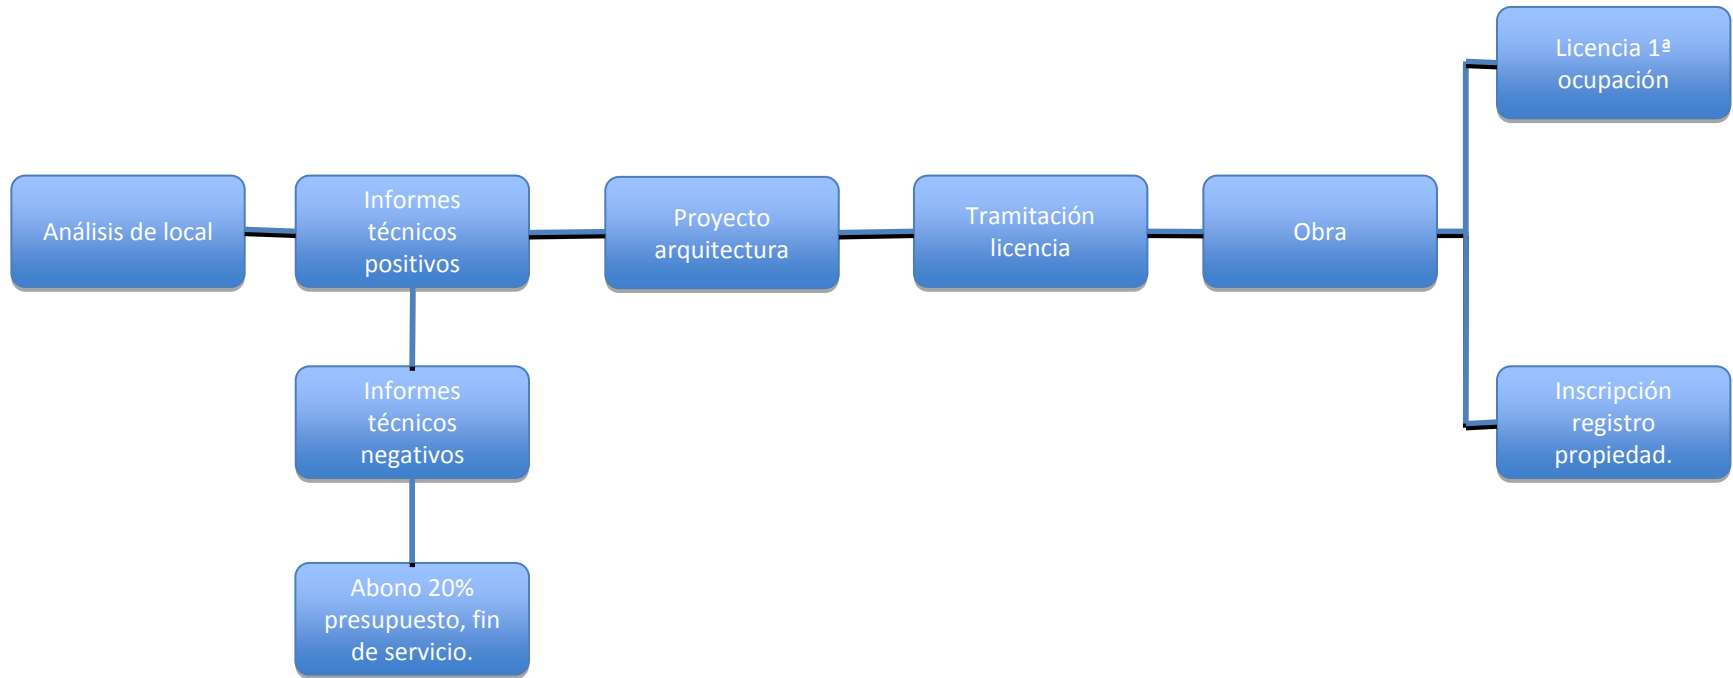 Licencia 1ª
ocupación
Análisis de local
Informes
técnicos
positivos
Proyecto
arquitectura
Tramitación
licencia
Obra
Informes
técnicos
negativos
Inscripción
registro
propiedad.
Abono 20%
presupuesto, fin
de servicio.